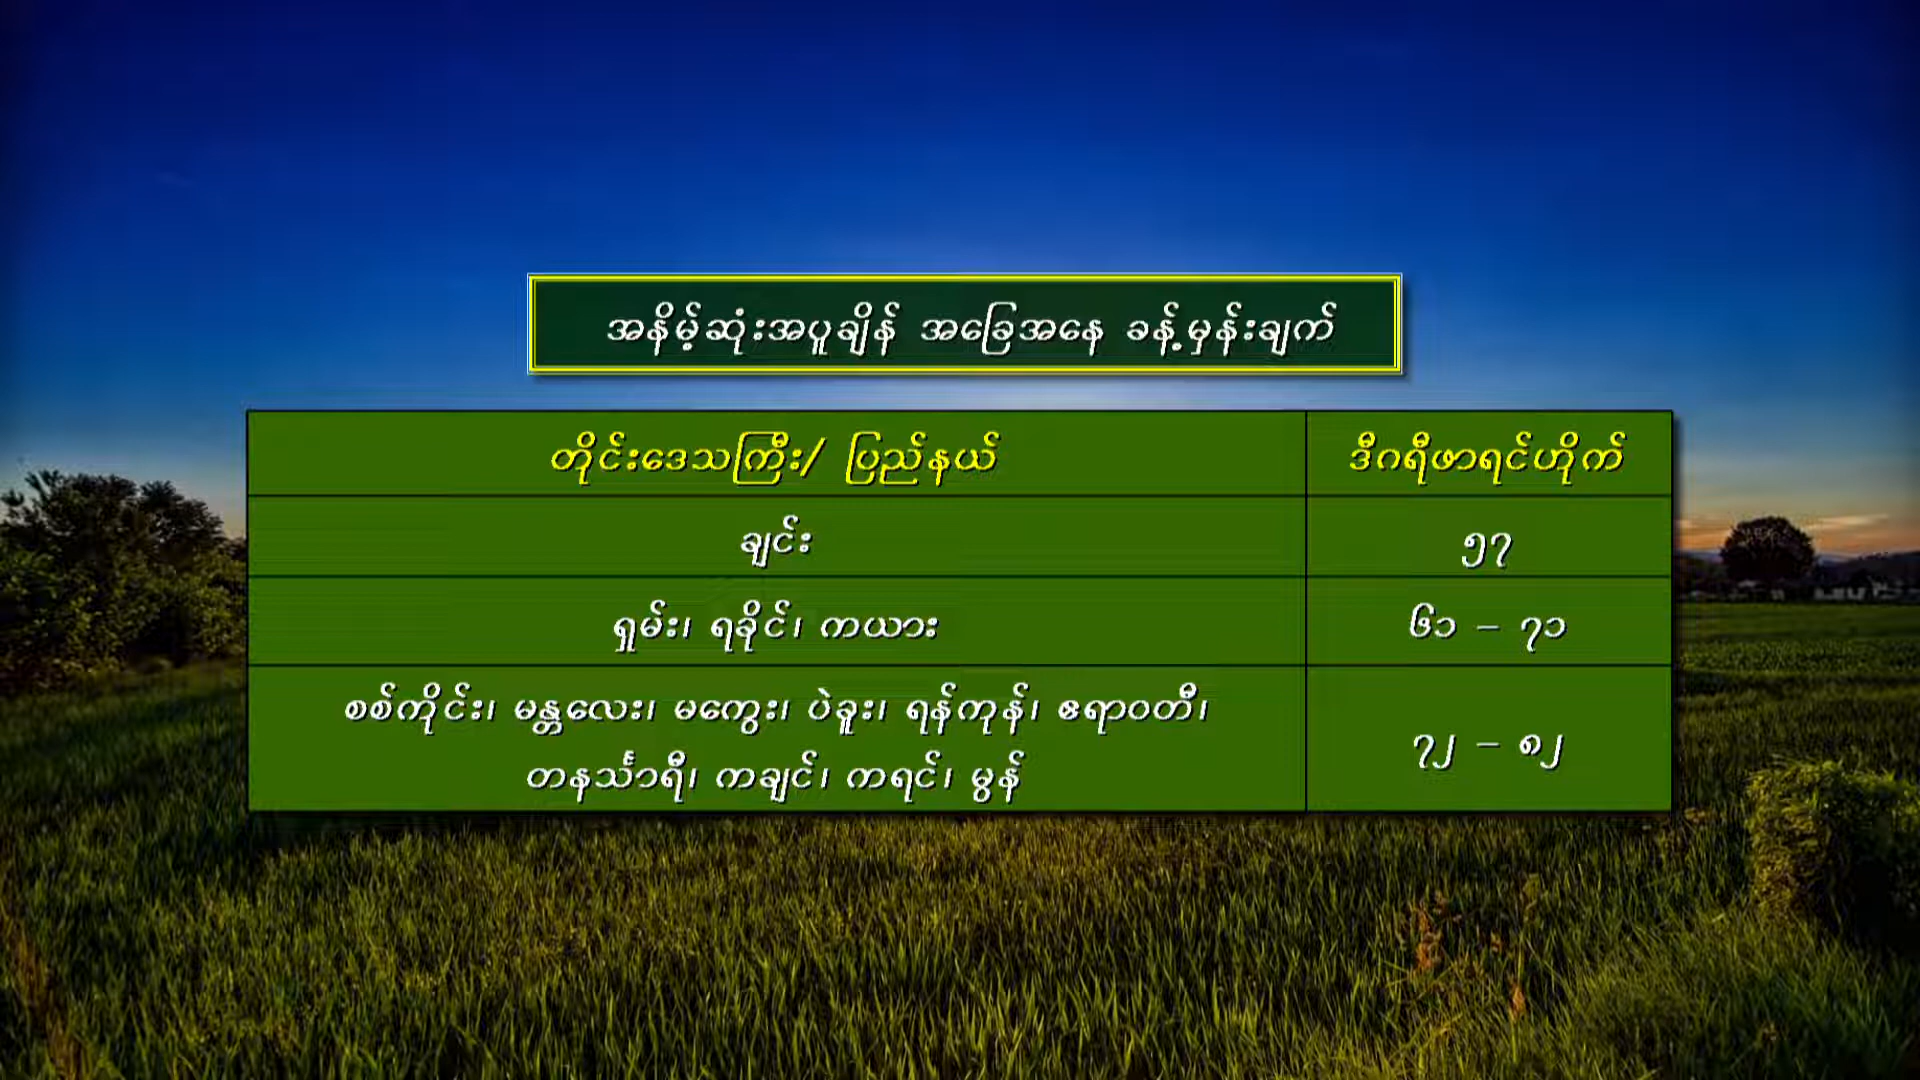 အနိမ့်ဆုံးအပူချိန် အခြေအနေ ခန့်မှန်းချက်
တိုင်းဒေသကြီး/ ပြည်နယ် ဒီဂရီဖာရင်ဟိုက်
ချင်း ၅၇
ရှမ်း၊ ရခိုင်၊ ကယား ၆၁ – ၇၁
စစ်ကိုင်း၊ မန္တလေး၊ မကွေး၊ ပဲခူး၊ ရန်ကုန်၊ ဧရာဝတီ၊
တနင်္သာရီ၊ ကချင်၊ ကရင်၊ မွန် ၇၂ – ၈၂